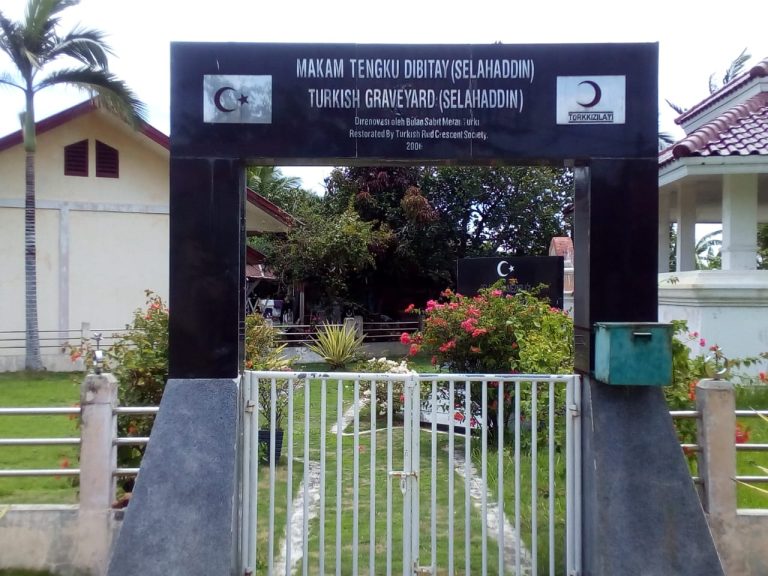 MAKAM TENGKU DIBITAY (SELAHADDIN)
TURKISH GRAVEYARD (SELAHADDIN)
Direnovasi oleh Bulan Sabit Merah Turki
Restorated By Turkish Red Crescent Society.
TÜRKKIZILAYI